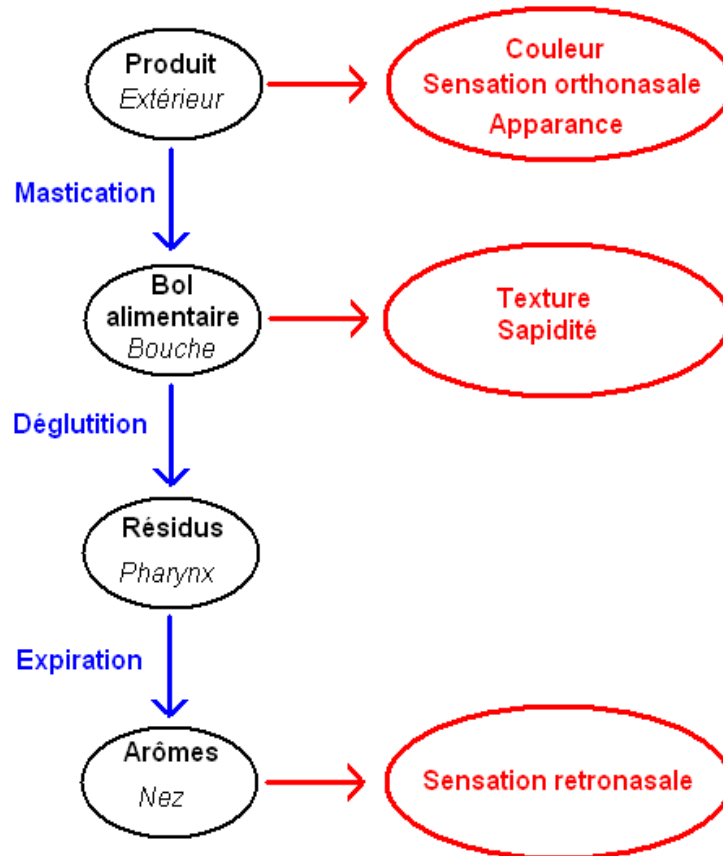 Produit
Extérieur
Couleur
Sensation orthonasale
Apparance
Mastication
Bol
alimentaire
Bouche
Texture
Sapidité
Déglutition
Résidus
Pharynx
Expiration
Arômes
Nez
Sensation retronasale